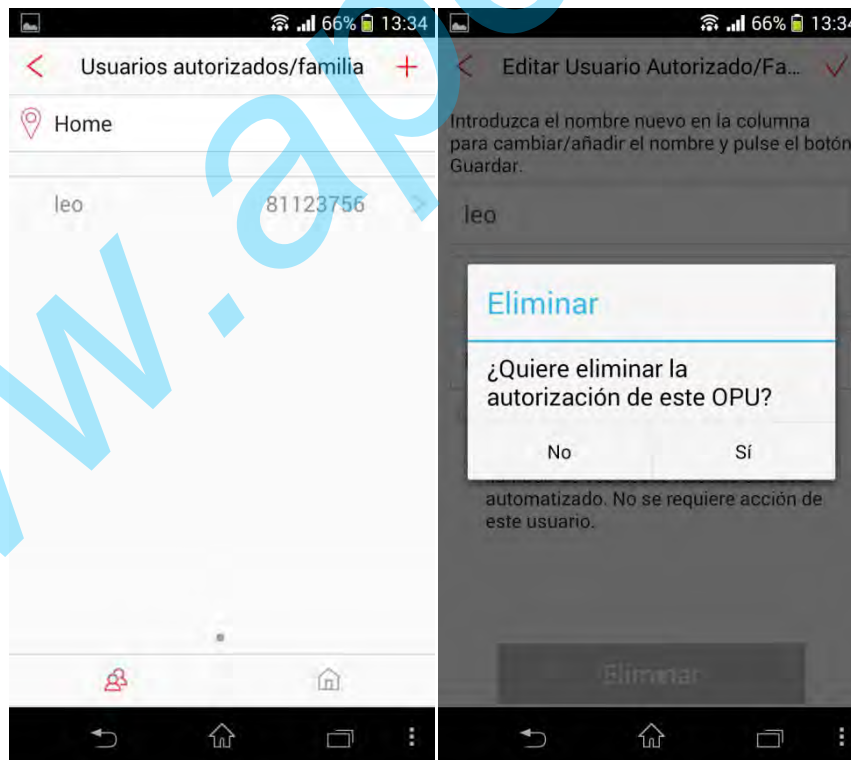 66% 13:34
Usuarios autorizados/familia +
Home
leo 81123756 >
66% 13:34
Editar Usuario Autorizado/Fa...
Introduzca el nombre nuevo en la columna
para cambiar/añadir el nombre y pulse el botón
Guardar.
leo
Eliminar
¿Quiere eliminar la
autorización de este OPU?
No Sí
automatizado. No se requiere acción de
este usuario.
Eliminar
w.ap